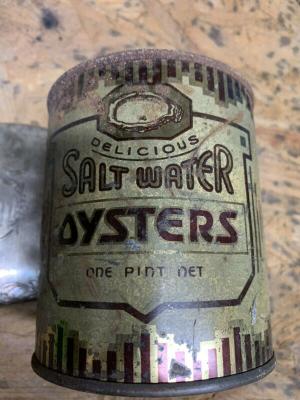 DELICIOUS
SALT WATER
OYSTERS
ONE PINT NET